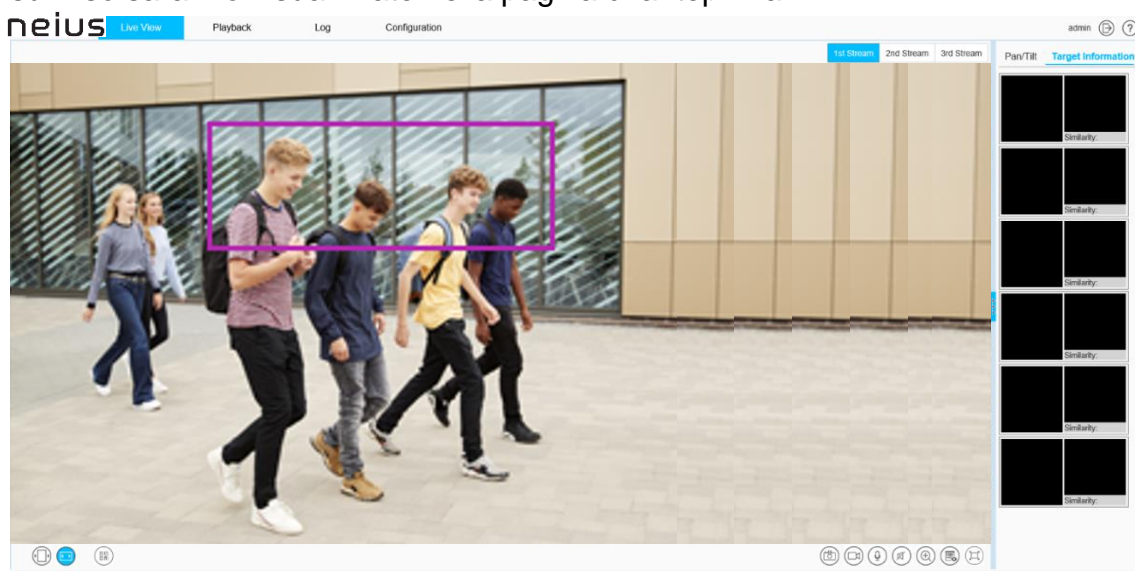 neius
Live View Playback Log Configuration admin
1st Stream 2nd Stream 3rd Stream Pan/Tilt Target Information
Similarity:
Similarity:
Similarity:
Similarity:
Similarity:
Similarity: